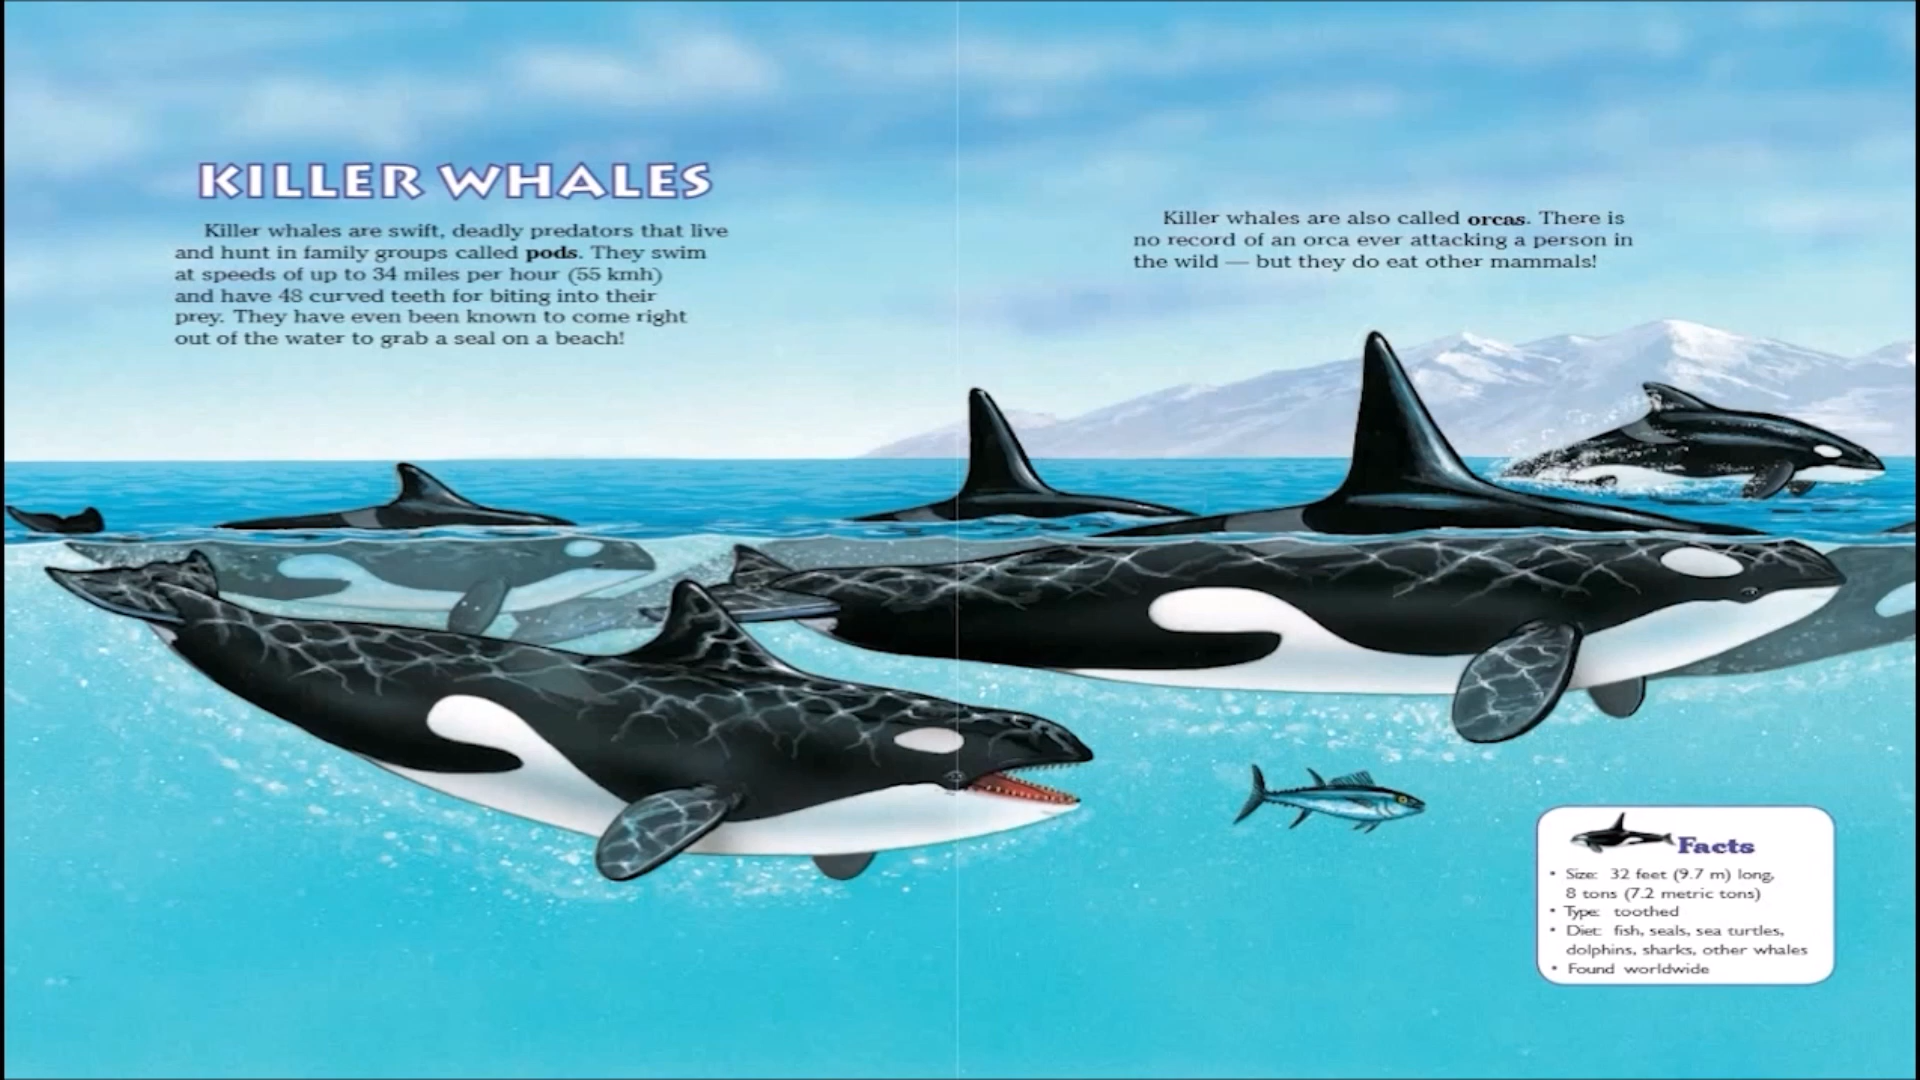 KILLER WHALES
Killer whales are swift, deadly predators that live
and hunt in family groups called pods. They swim
at speeds of up to 34 miles per hour (55 kmh)
and have 48 curved teeth for biting into their
prey. They have even been known to come right
out of the water to grab a seal on a beach!
Killer whales are also called orcas. There is
no record of an orca ever attacking a person in
the wild — but they do eat other mammals!
Facts
• Size: 32 feet (9.7 m) long,
8 tons (7.2 metric tons)
• Type: toothed
• Diet: fish, seals, sea turtles,
dolphins, sharks, other whales
• Found worldwide